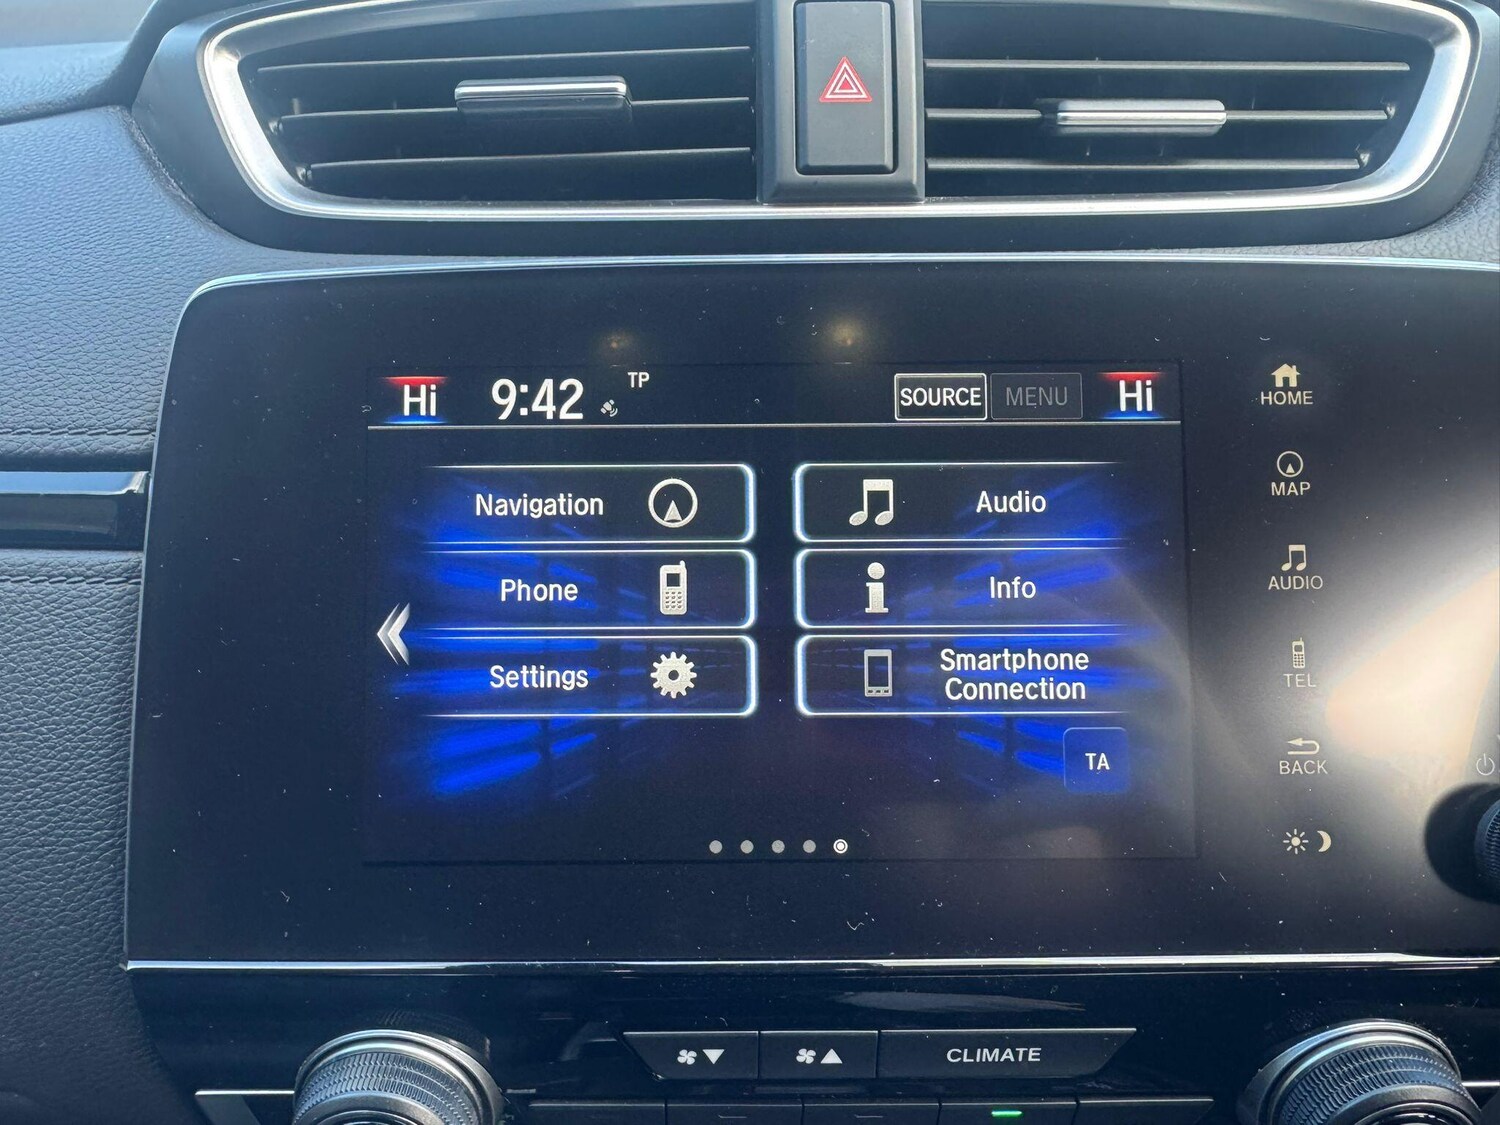 Hi 9:42 TP SOURCE MENU Hi
Navigation
Audio
Phone
Info
Settings
Smartphone
Connection
TA
HOME
MAP
AUDIO
TEL
BACK
CLIMATE